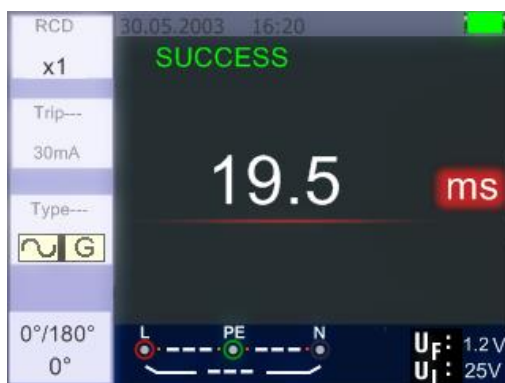 RCD
30.05.2003 16:20
x1
SUCCESS
Trip---
30mA
19.5
ms
Type---
G
0°/180°
0°
L PE N
UF: 1.2V
UL: 25V